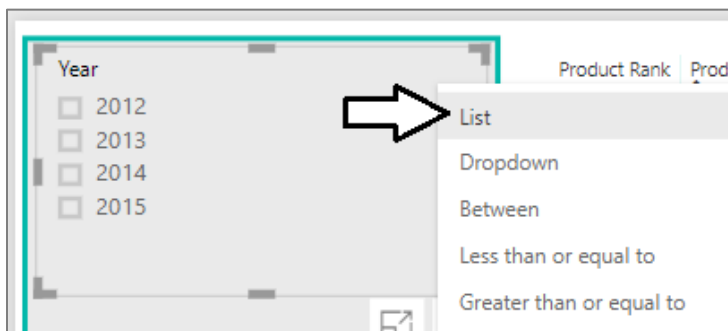 Year
2012
2013
2014
2015
Product Rank Prod
List
Dropdown
Between
Less than or equal to
Greater than or equal to